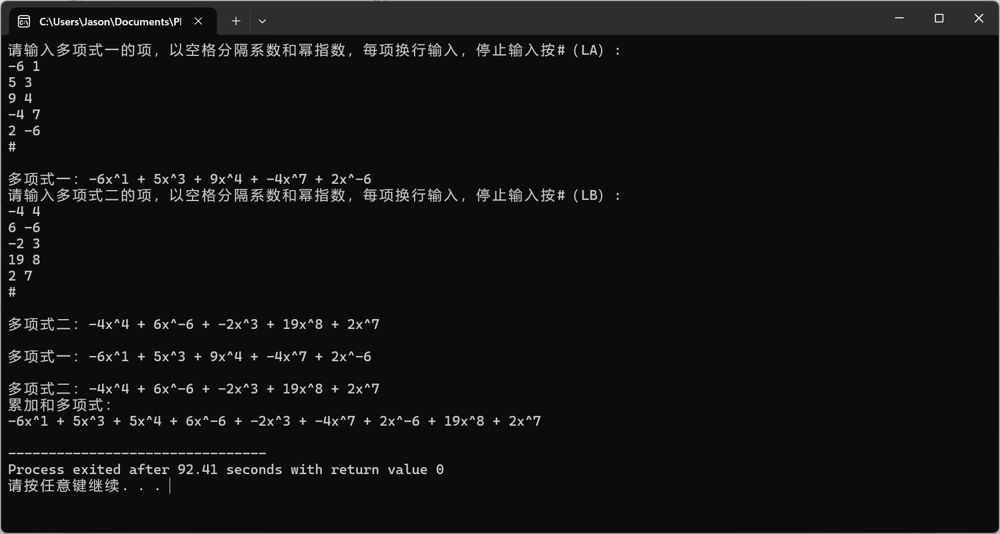 C:\Users\Jason\Documents\Pl
请输入多项式一的项，以空格分隔系数和幂指数，每项换行输入，停止输入按#（LA）：
-6 1
5 3
9 4
-4 7
2 -6
#
多项式一：-6x^1 + 5x^3 + 9x^4 + -4x^7 + 2x^-6
请输入多项式二的项，以空格分隔系数和幂指数，每项换行输入，停止输入按#（LB）：
-4 4
6 -6
-2 3
19 8
2 7
#
多项式二：-4x^4 + 6x^-6 + -2x^3 + 19x^8 + 2x^7
多项式一：-6x^1 + 5x^3 + 9x^4 + -4x^7 + 2x^-6
多项式二：-4x^4 + 6x^-6 + -2x^3 + 19x^8 + 2x^7
累加和多项式：
-6x^1 + 5x^3 + 5x^4 + 6x^-6 + -2x^3 + -4x^7 + 2x^-6 + 19x^8 + 2x^7
--------------------------------
Process exited after 92.41 seconds with return value 0
请按任意键继续. . .